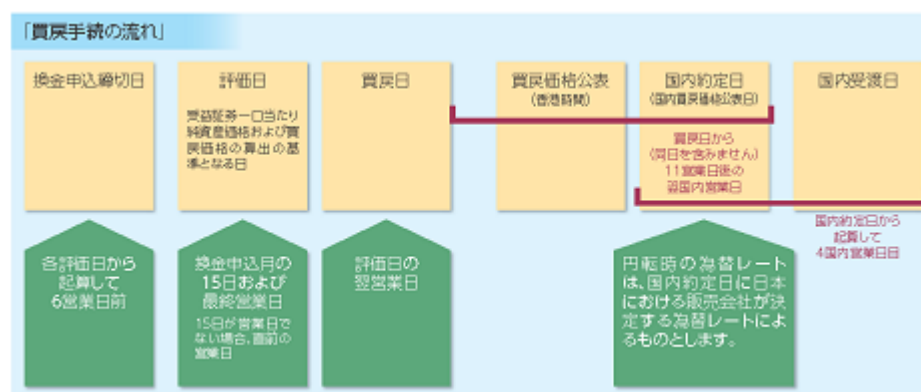 「買戻手続の流れ」
換金申込締切日
評価日
受益証券一口当たり
純資産価格および買
戻価格の算出の基
準となる日
買戻日
買戻価格公表
(香港時間)
国内約定日
(国内買戻価格公表日)
買戻日から
(同日を含みません)
11営業日後の
翌国内営業日
国内受渡日
国内約定日から
起算して
4国内営業日目
各評価日から
起算して
6営業日前
換金申込月の
15日および
最終営業日
15日が営業日で
ない場合、直前の
営業日
評価日の
翌営業日
円転時の為替レート
は、国内約定日に日本
における販売会社が決
定する為替レートによ
るものとします。